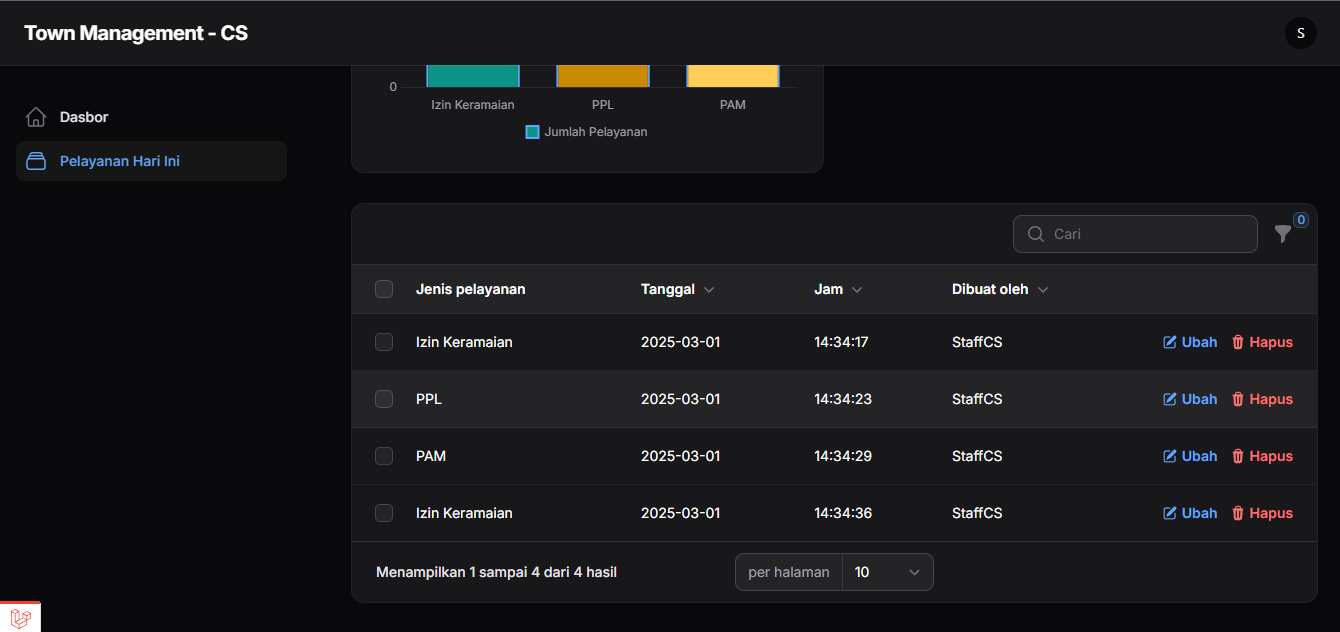 Town Management - CS
S
Dasbor
Pelayanan Hari Ini
0
Izin Keramaian PPL PAM
Jumlah Pelayanan
Cari
0
Jenis pelayanan Tanggal Jam Dibuat oleh
Izin Keramaian 2025-03-01 14:34:17 StaffCS Ubah Hapus
PPL 2025-03-01 14:34:23 StaffCS Ubah Hapus
PAM 2025-03-01 14:34:29 StaffCS Ubah Hapus
Izin Keramaian 2025-03-01 14:34:36 StaffCS Ubah Hapus
Menampilkan 1 sampai 4 dari 4 hasil per halaman 10